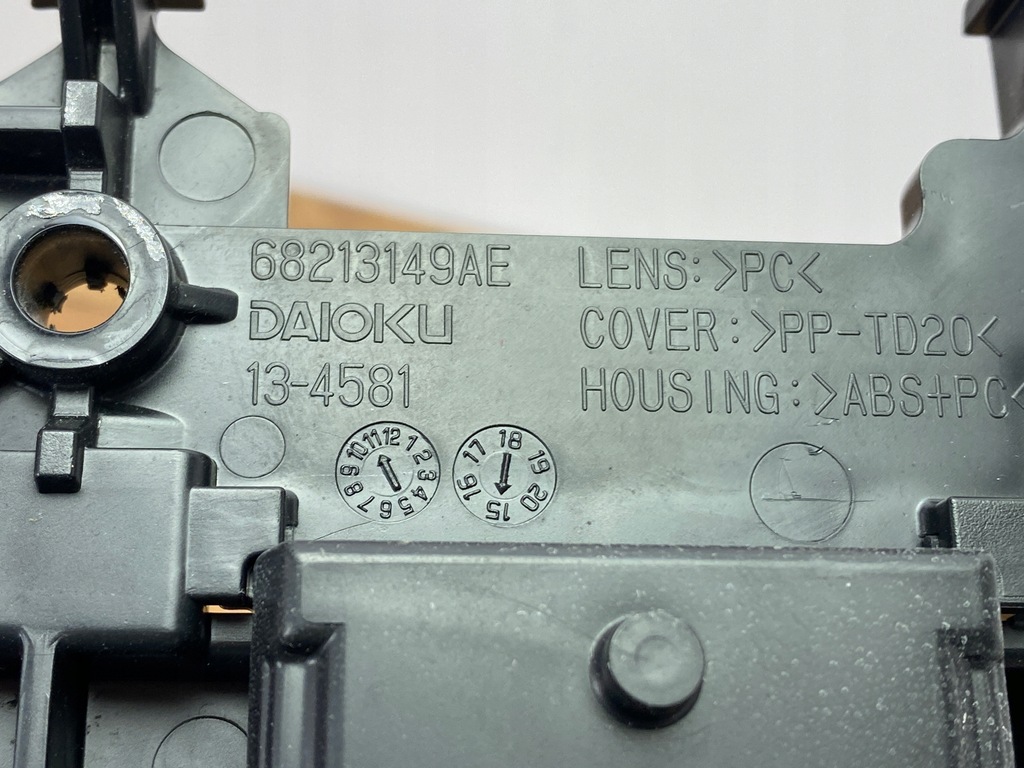 68213149AE
DAIOKU
13-4581
LENS:>PC<
COVER:>PP-TD20<
HOUSING:>ABS+PC<
1 2 3 4 5 6 7 8 9 10 11 12
15 16 17 18 19 20